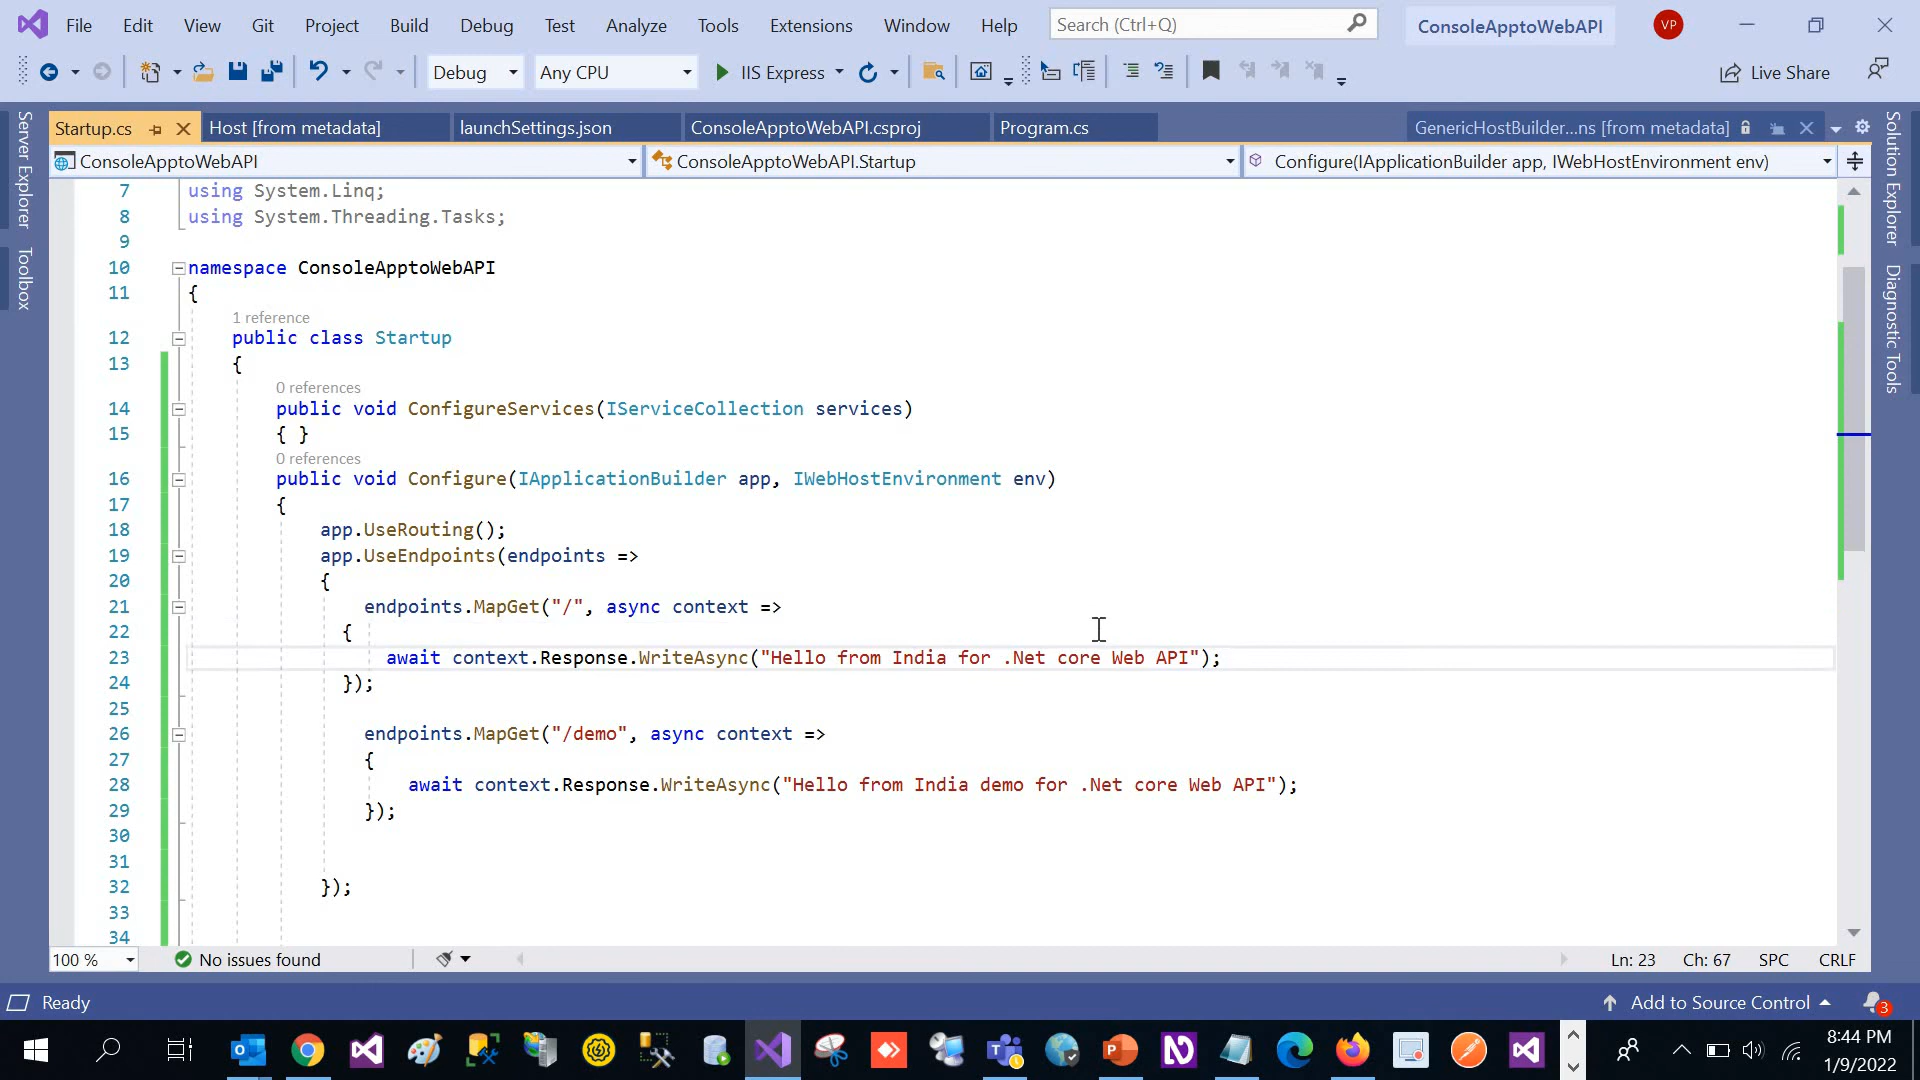 File Edit View Git Project Build Debug Test Analyze Tools Extensions Window Help Search (Ctrl+Q) ConsoleApptoWebAPI VP
Debug Any CPU IIS Express Live Share
Startup.cs Host [from metadata] launchSettings.json ConsoleApptoWebAPI.csproj Program.cs GenericHostBuilder...ns [from metadata]
ConsoleApptoWebAPI ConsoleApptoWebAPI.Startup Configure(IApplicationBuilder app, IWebHostEnvironment env)
Server Explorer
Toolbox
Solution Explorer
Diagnostic Tools
7 using System.Linq;
8 using System.Threading.Tasks;
9
10 namespace ConsoleApptoWebAPI
11 {
1 reference
12 public class Startup
13 {
0 references
14 public void ConfigureServices(IServiceCollection services)
15 { }
0 references
16 public void Configure(IApplicationBuilder app, IWebHostEnvironment env)
17 {
18 app.UseRouting();
19 app.UseEndpoints(endpoints =>
20 {
21 endpoints.MapGet("/", async context =>
22 {
23 await context.Response.WriteAsync("Hello from India for .Net core Web API");
24 });
25
26 endpoints.MapGet("/demo", async context =>
27 {
28 await context.Response.WriteAsync("Hello from India demo for .Net core Web API");
29 });
30
31
32 });
33
34
100 % No issues found Ln: 23 Ch: 67 SPC CRLF
Ready Add to Source Control 3
8:44 PM
1/9/2022